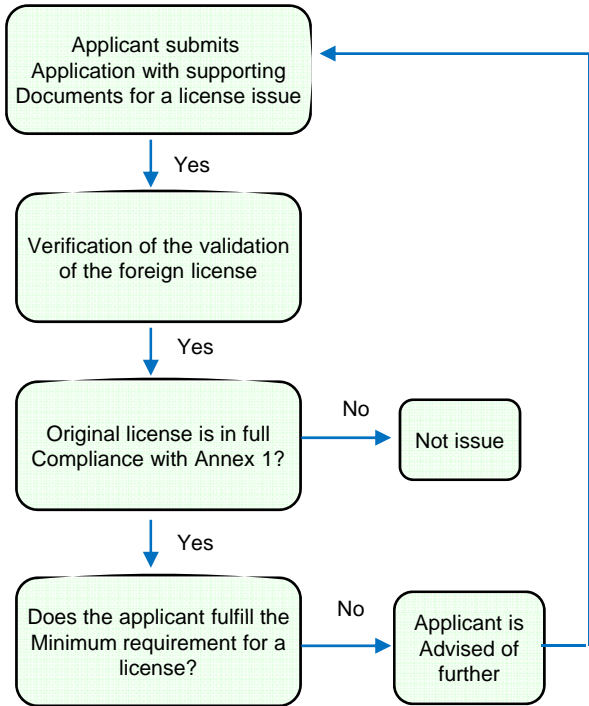 Applicant submits
Application with supporting
Documents for a license issue
Yes
Verification of the validation
of the foreign license
Yes
Original license is in full
Compliance with Annex 1?
No
Not issue
Yes
Does the applicant fulfill the
Minimum requirement for a
license?
No
Applicant is
Advised of
further